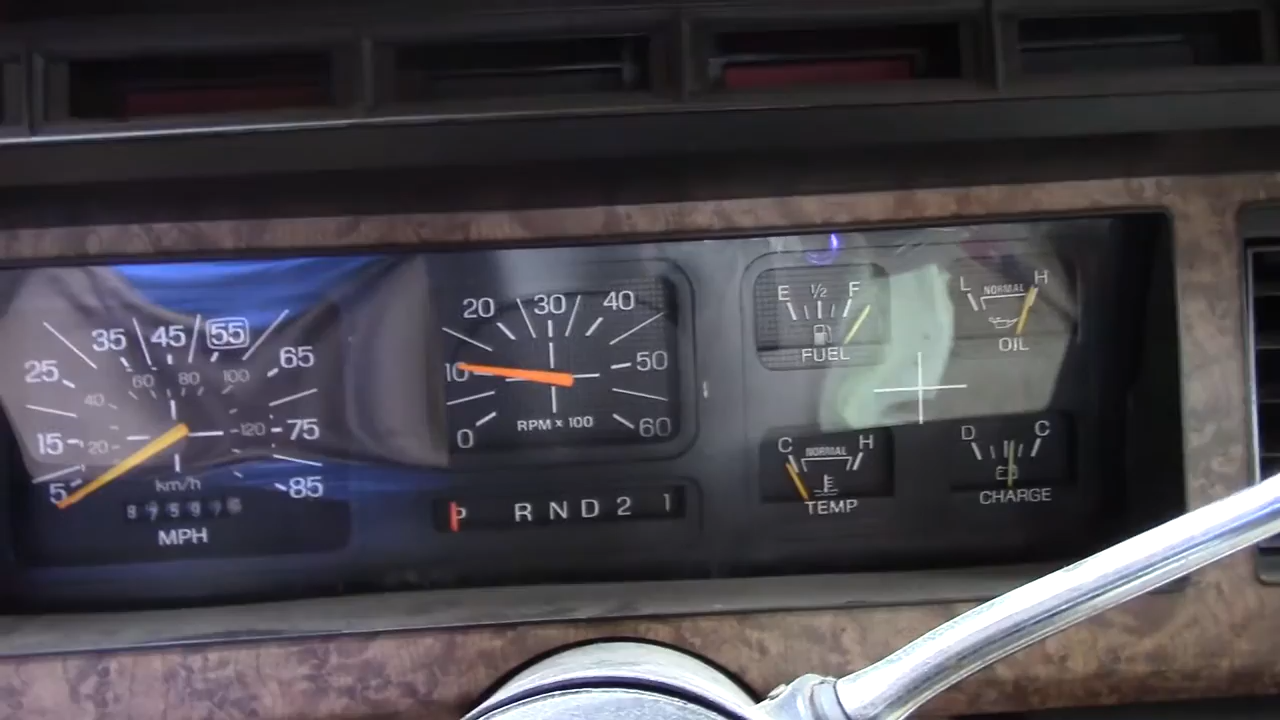 5 15 25 35 45 55 65 75 85
20 40 60 80 100 120
km/h
MPH
0 10 20 30 40 50 60
RPM x 100
P R N D 2 1
E 1/2 F
FUEL
L NORMAL H
OIL
C NORMAL H
TEMP
D C
CHARGE